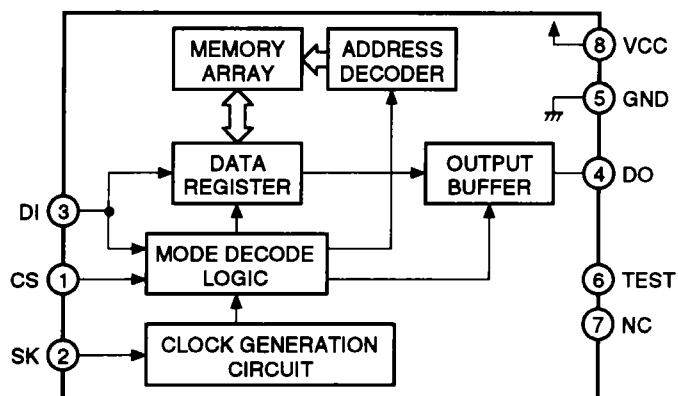 MEMORY
ARRAY
ADDRESS
DECODER
8 VCC
5 GND
DATA
REGISTER
OUTPUT
BUFFER
4 DO
DI 3
MODE DECODE
LOGIC
CS 1
6 TEST
7 NC
SK 2
CLOCK GENERATION
CIRCUIT